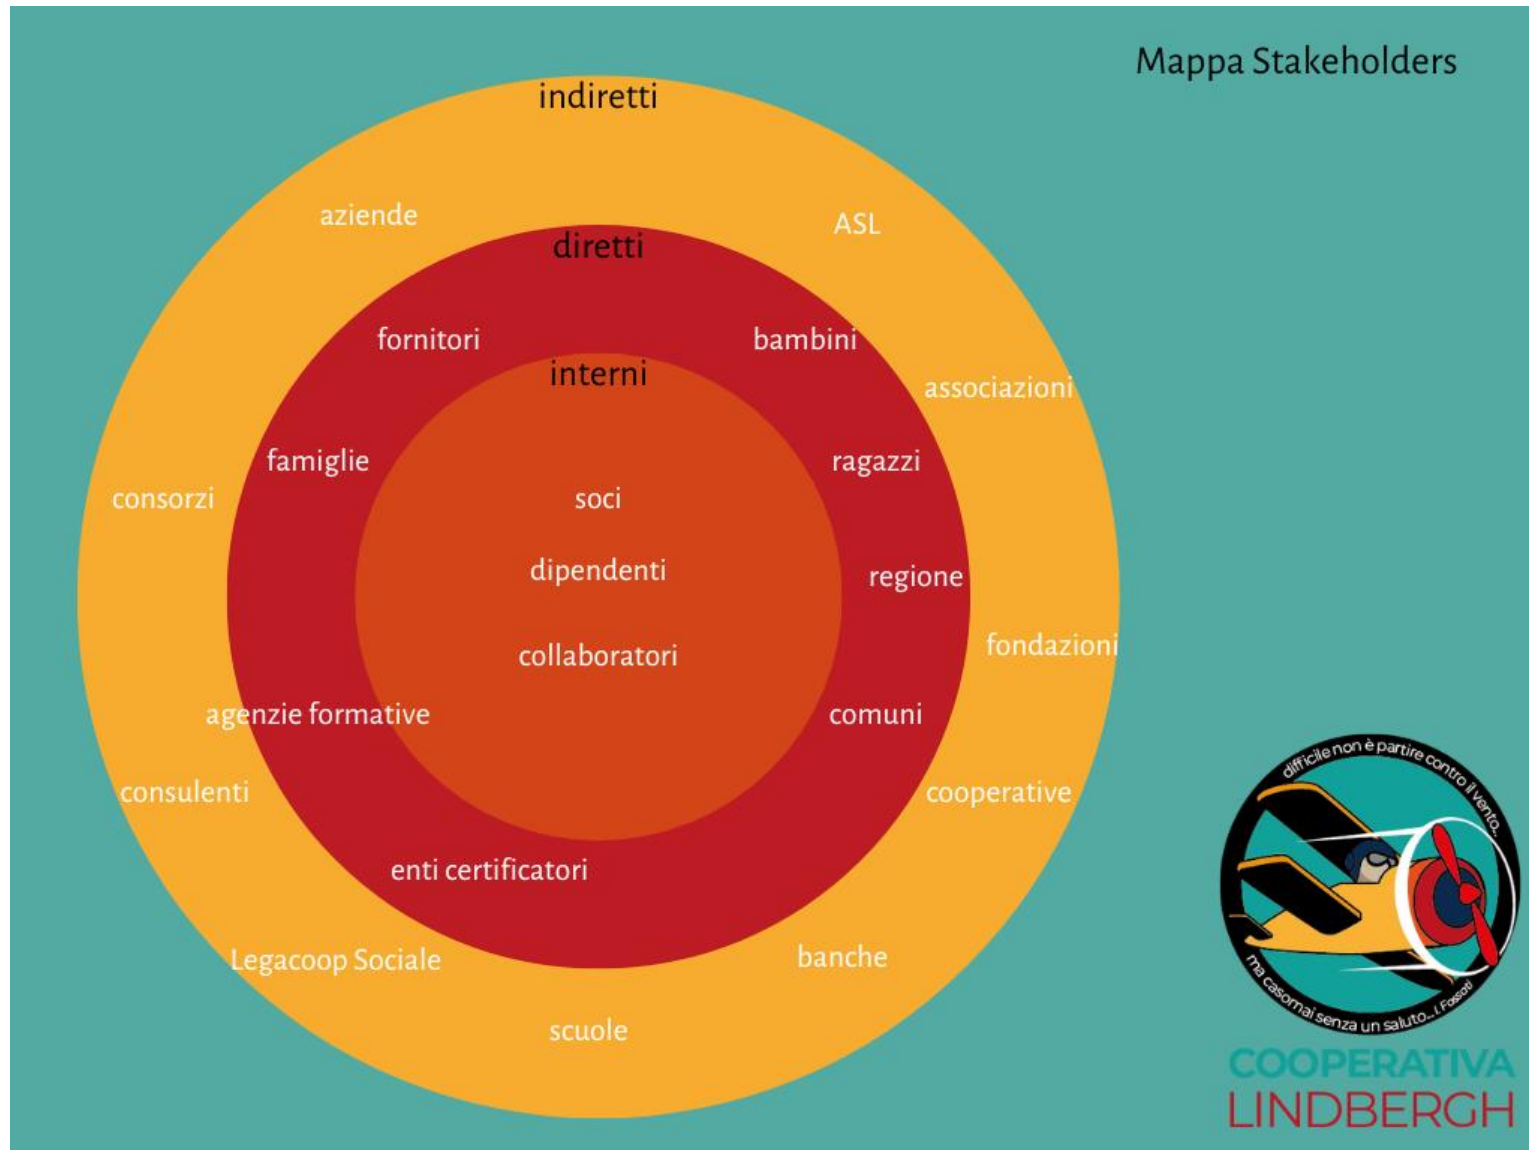 Mappa Stakeholders
indiretti
aziende
ASL
diretti
fornitori
bambini
interni
associazioni
famiglie
ragazzi
consorzi
soci
dipendenti
regione
fondazioni
collaboratori
agenzie formative
comuni
consulenti
cooperative
enti certificatori
Legacoop Sociale
banche
scuole
difficile non è partire contro il vento...
ma casomai senza un saluto... I. Fossati
COOPERATIVA
LINDBERGH